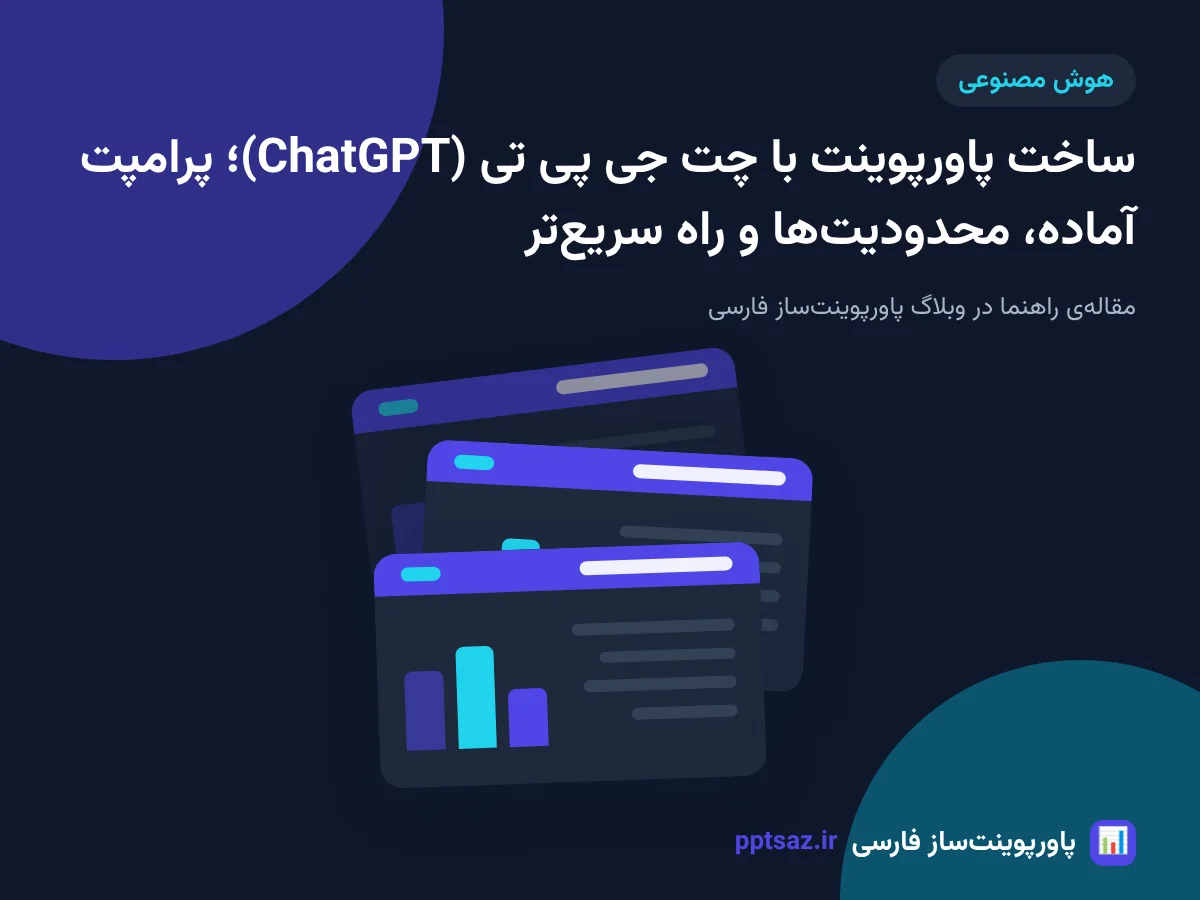 هوش مصنوعی
ساخت پاورپوینت با چت جی پی تی (ChatGPT)؛ پرامپت
آماده، محدودیت‌ها و راه سریع‌تر
مقاله‌ی راهنما در وبلاگ پاورپوینت‌ساز فارسی
پاورپوینت‌ساز فارسی pptsaz.ir